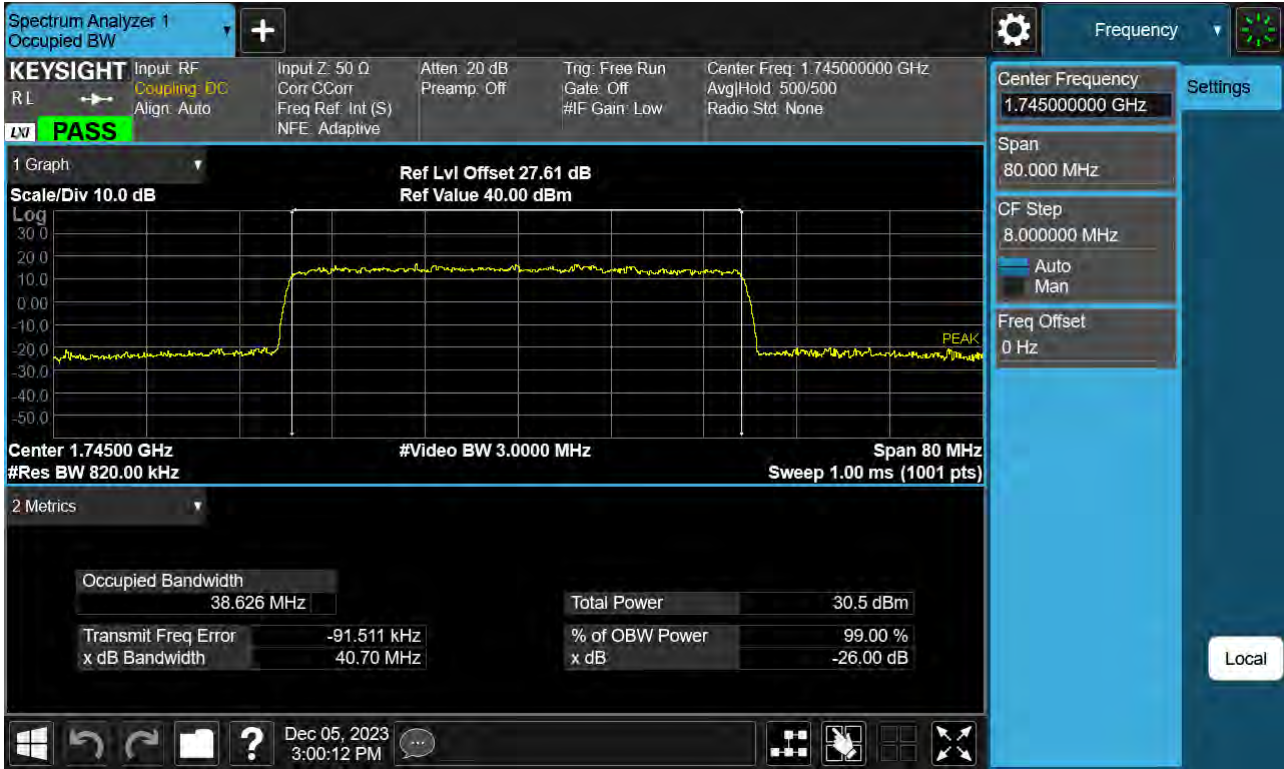 Spectrum Analyzer 1
Occupied BW
Frequency
KEYSIGHT
R L
LXI
PASS
Input: RF
Coupling: DC
Align: Auto
Input Z: 50 Ω
Corr CCorr
Freq Ref: Int (S)
NFE: Adaptive
Atten: 20 dB
Preamp: Off
Trig: Free Run
Gate: Off
#IF Gain: Low
Center Freq: 1.745000000 GHz
Avg|Hold: 500/500
Radio Std: None
1 Graph
Scale/Div 10.0 dB
Ref Lvl Offset 27.61 dB
Ref Value 40.00 dBm
Log
30.0
20.0
10.0
0.00
-10.0
-20.0
-30.0
-40.0
-50.0
PEAK
Center 1.74500 GHz
#Video BW 3.0000 MHz
Span 80 MHz
#Res BW 820.00 kHz
Sweep 1.00 ms (1001 pts)
2 Metrics
Occupied Bandwidth
38.626 MHz
Total Power 30.5 dBm
Transmit Freq Error -91.511 kHz
% of OBW Power 99.00 %
x dB Bandwidth 40.70 MHz
x dB -26.00 dB
Center Frequency
1.745000000 GHz
Settings
Span
80.000 MHz
CF Step
8.000000 MHz
Auto
Man
Freq Offset
0 Hz
Local
?
Dec 05, 2023
3:00:12 PM